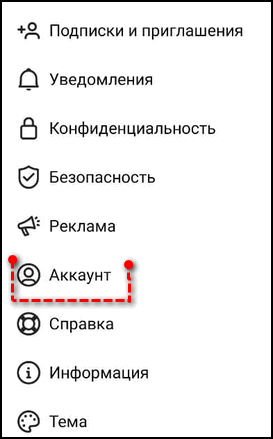 Подписки и приглашения
Уведомления
Конфиденциальность
Безопасность
Реклама
Аккаунт
Справка
Информация
Тема